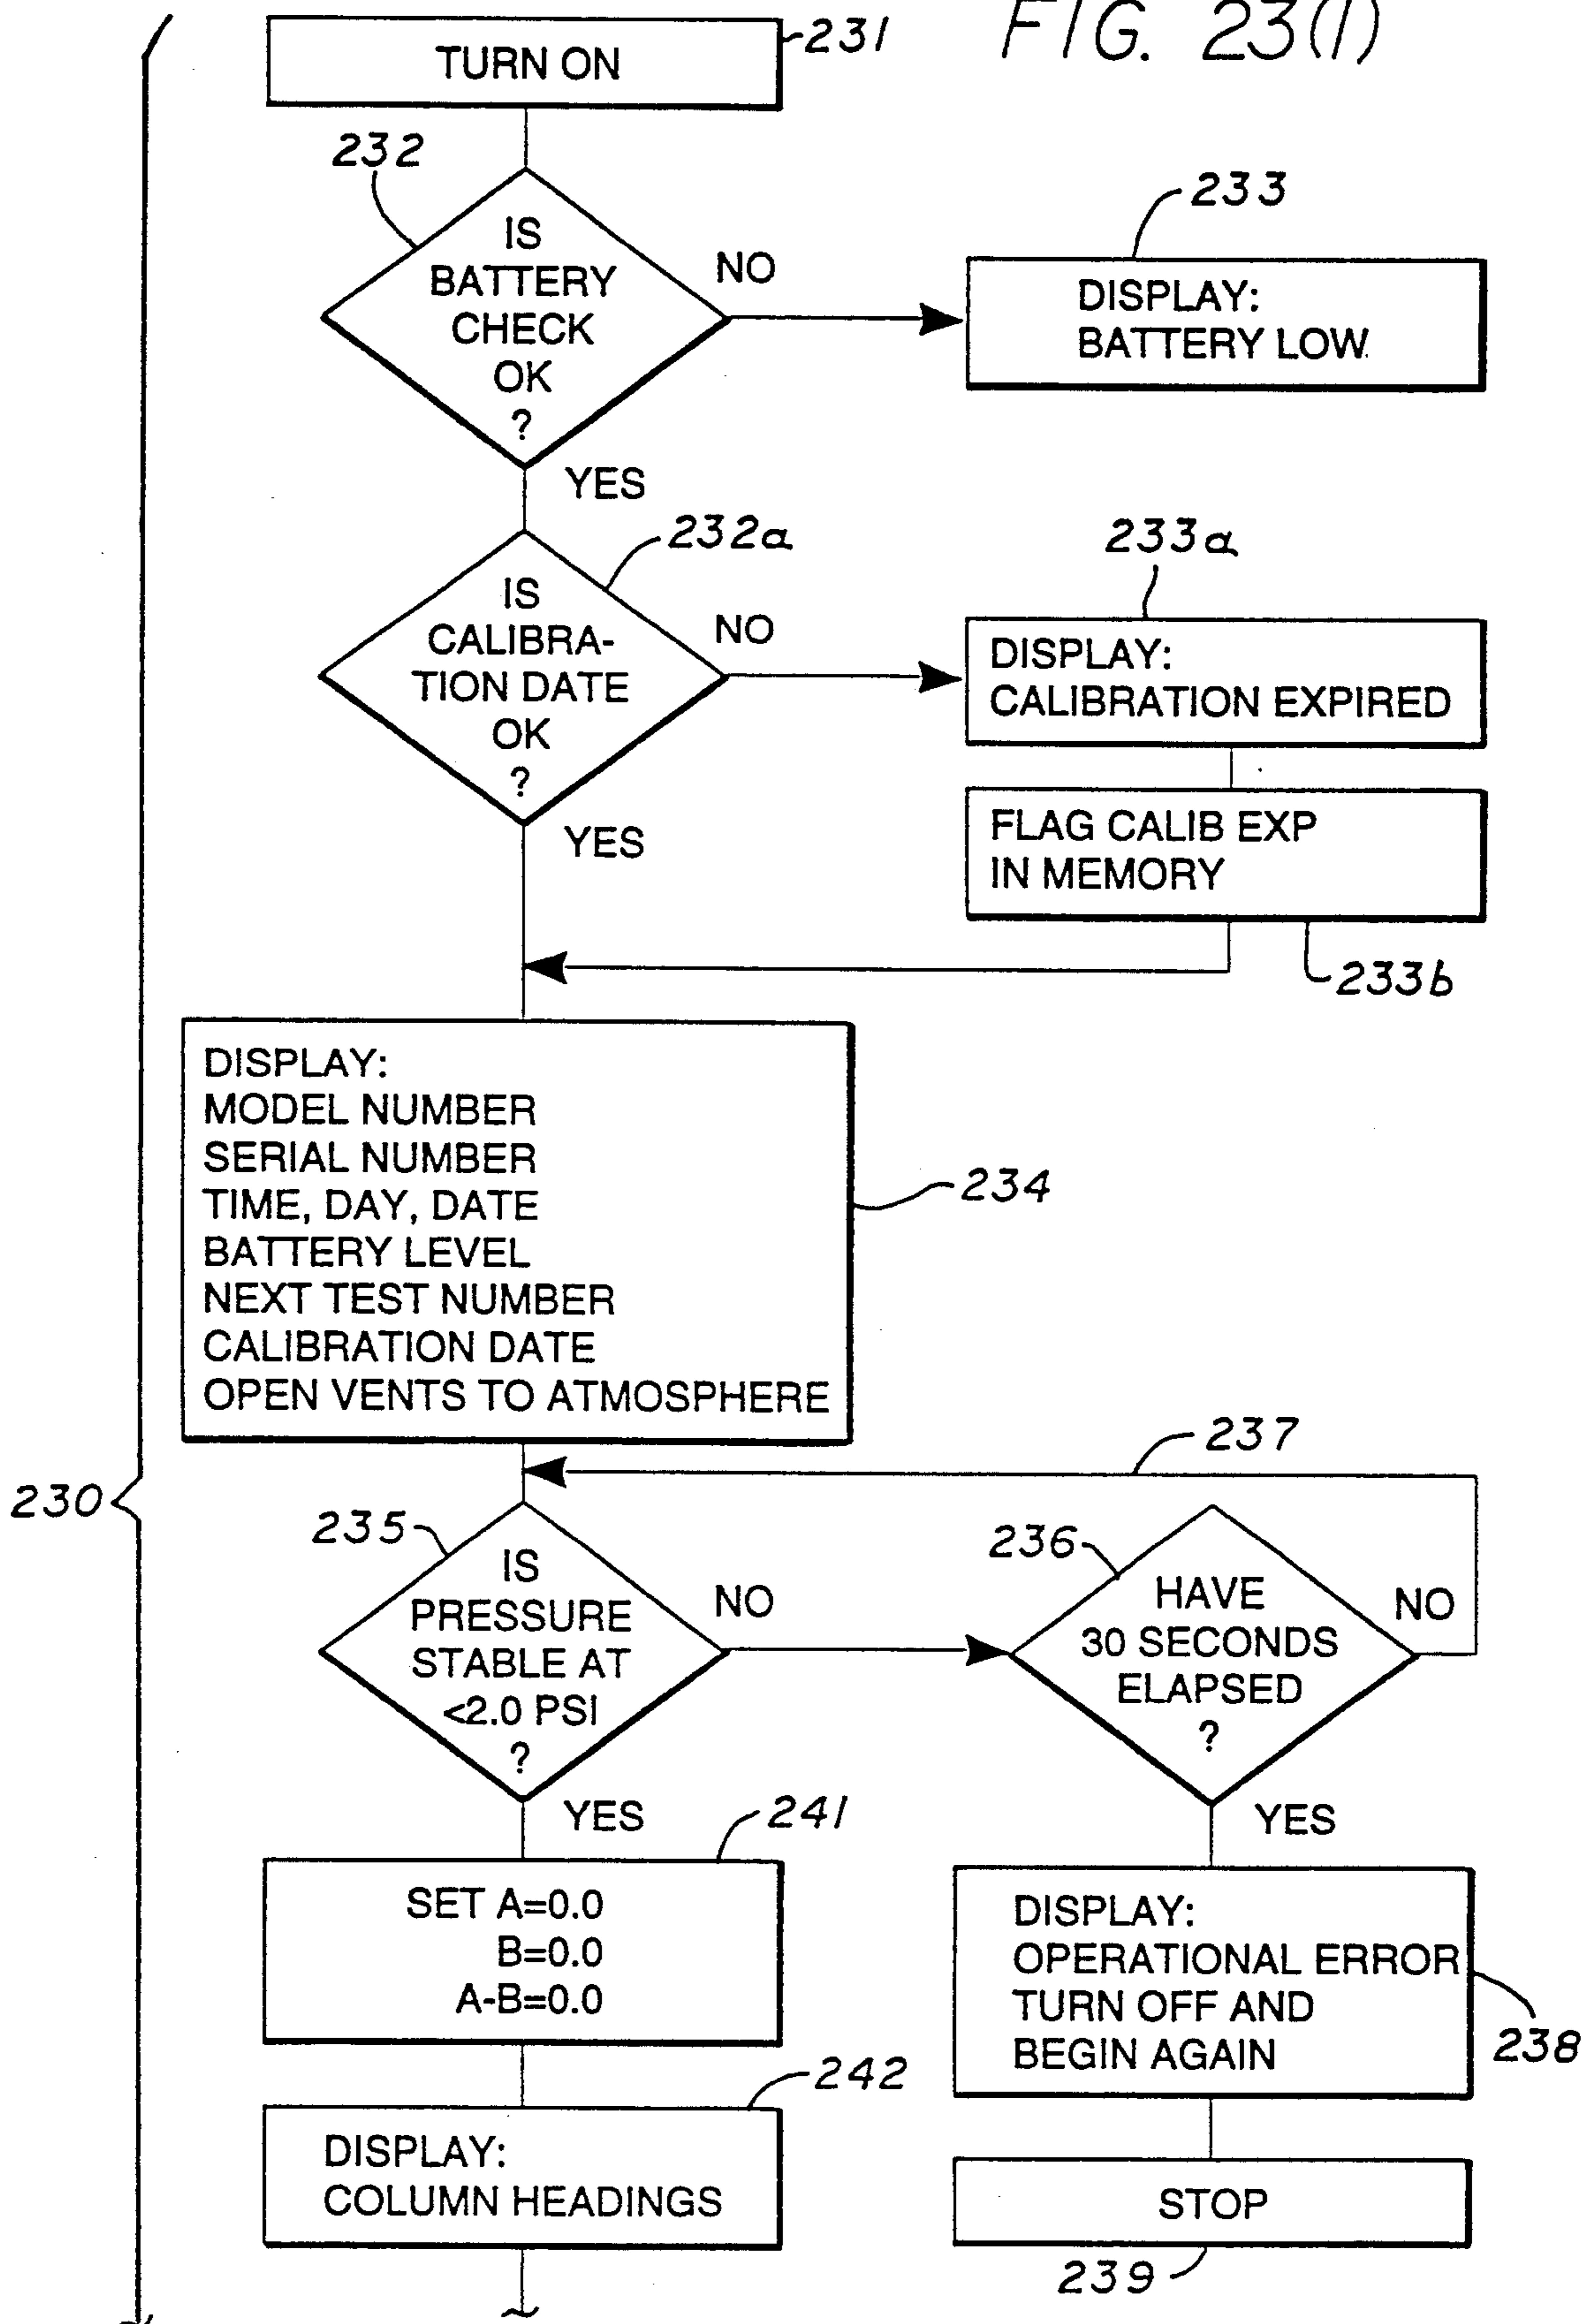 FIG. 23(1)
231
TURN ON
232
IS
BATTERY
CHECK
OK
?
NO
YES
233
DISPLAY:
BATTERY LOW
232a
IS
CALIBRA-
TION DATE
OK
?
NO
YES
233a
DISPLAY:
CALIBRATION EXPIRED
FLAG CALIB EXP
IN MEMORY
233b
DISPLAY:
MODEL NUMBER
SERIAL NUMBER
TIME, DAY, DATE
BATTERY LEVEL
NEXT TEST NUMBER
CALIBRATION DATE
OPEN VENTS TO ATMOSPHERE
234
230
237
235
IS
PRESSURE
STABLE AT
<2.0 PSI
?
NO
YES
236
HAVE
30 SECONDS
ELAPSED
?
NO
YES
241
SET A=0.0
B=0.0
A-B=0.0
DISPLAY:
OPERATIONAL ERROR
TURN OFF AND
BEGIN AGAIN
238
242
DISPLAY:
COLUMN HEADINGS
STOP
239